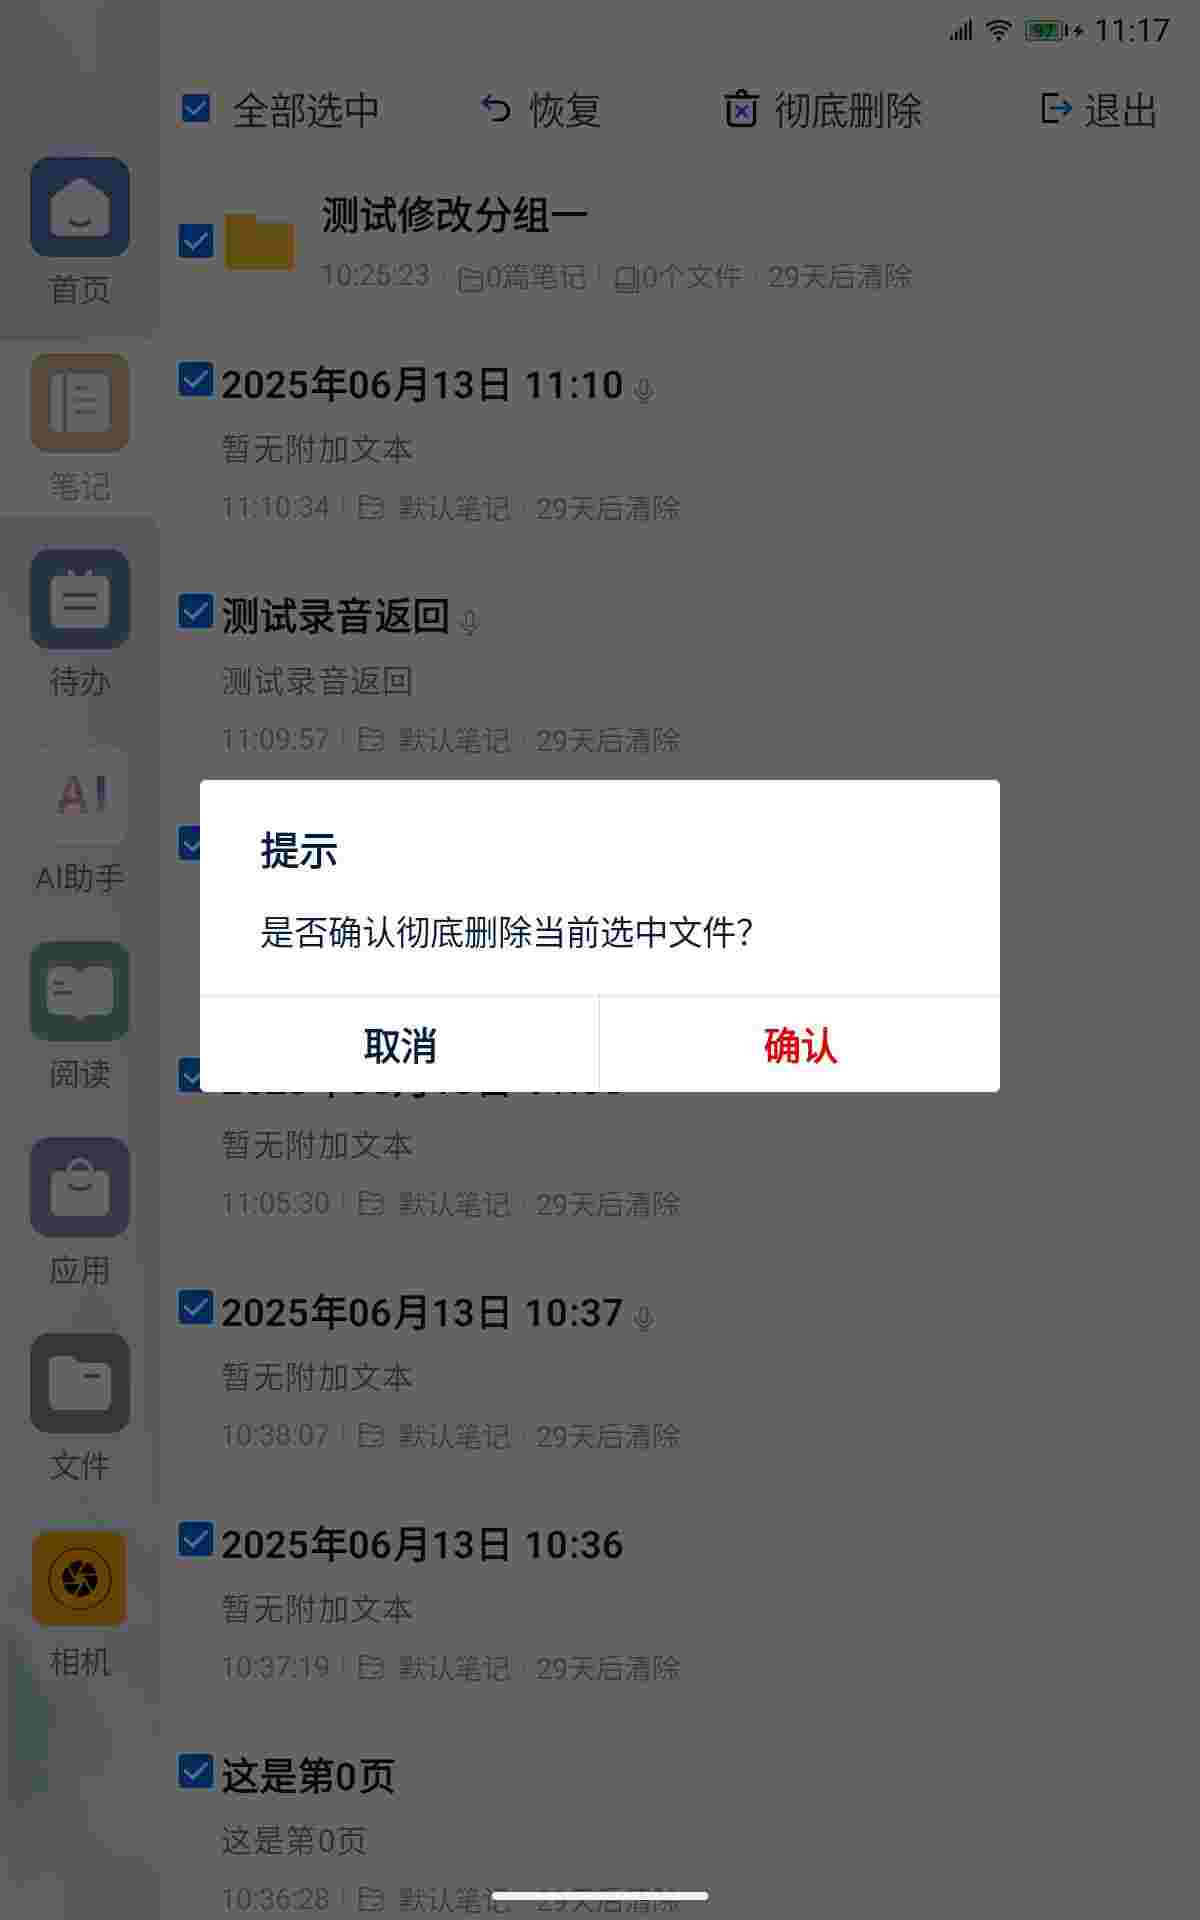 97 11:17
全部选中 恢复 彻底删除 退出
首页
笔记
待办
AI
AI助手
阅读
应用
文件
相机
测试修改分组一
10:25:23 0篇笔记 0个文件 29天后清除
2025年06月13日 11:10
暂无附加文本
11:10:34 默认笔记 29天后清除
测试录音返回
测试录音返回
11:09:57 默认笔记 29天后清除
提示
是否确认彻底删除当前选中文件?
取消 确认
暂无附加文本
11:05:30 默认笔记 29天后清除
2025年06月13日 10:37
暂无附加文本
10:38:07 默认笔记 29天后清除
2025年06月13日 10:36
暂无附加文本
10:37:19 默认笔记 29天后清除
这是第0页
这是第0页
10:36:28 默认笔记 29天后清除